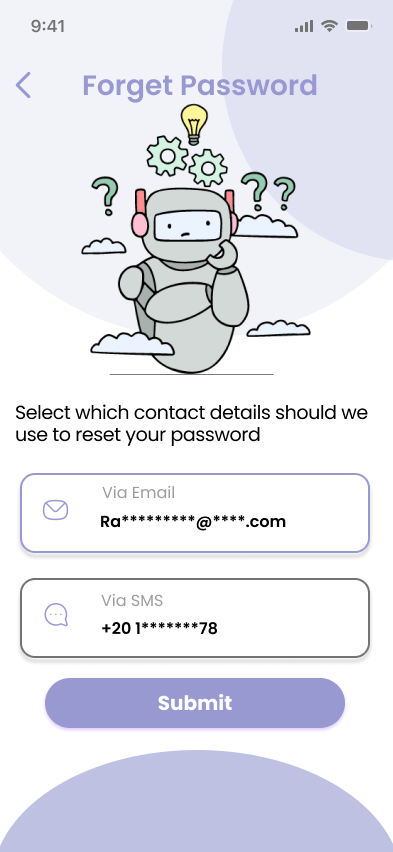 9:41
Forget Password
? ? ?
Select which contact details should we
use to reset your password
Via Email
Ra*********@****.com
Via SMS
+20 1*******78
Submit